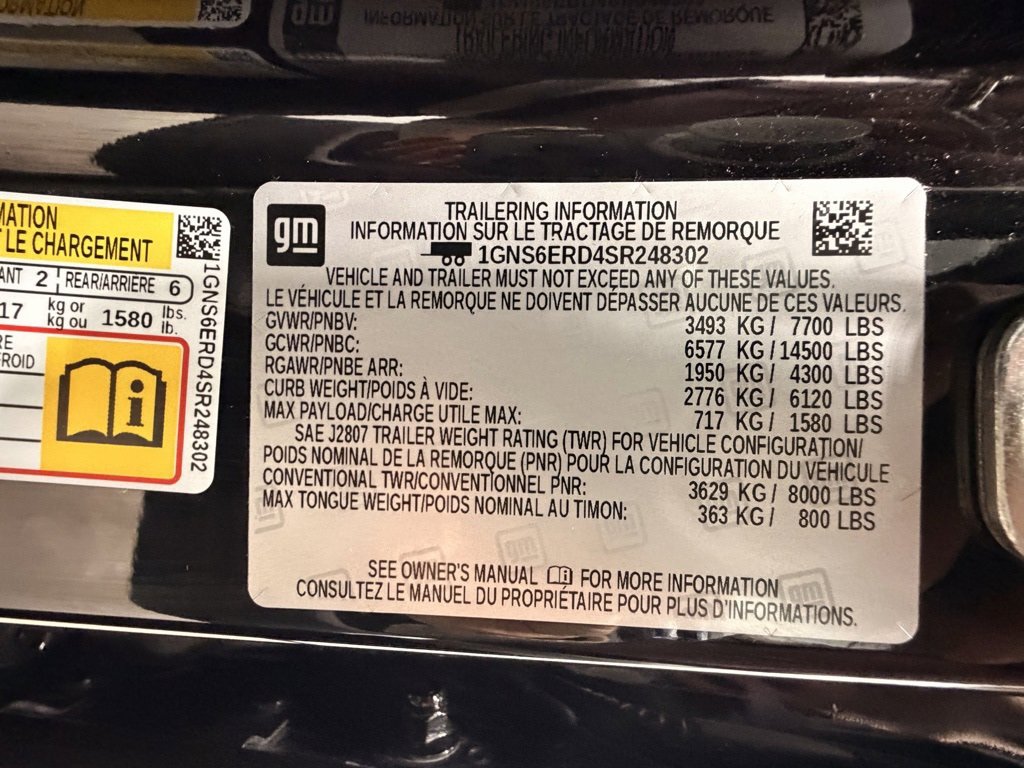 MATION
LE CHARGEMENT
ANT 2 REAR/ARRIERE 6
17 kg or
kg ou 1580 lbs.
lb.
RE
FROID
1GNS6ERD4SR248302
gm
TRAILERING INFORMATION
INFORMATION SUR LE TRACTAGE DE REMORQUE
1GNS6ERD4SR248302
VEHICLE AND TRAILER MUST NOT EXCEED ANY OF THESE VALUES.
LE VÉHICULE ET LA REMORQUE NE DOIVENT DÉPASSER AUCUNE DE CES VALEURS.
GVWR/PNBV: 3493 KG / 7700 LBS
GCWR/PNBC: 6577 KG / 14500 LBS
RGAWR/PNBE ARR: 1950 KG / 4300 LBS
CURB WEIGHT/POIDS À VIDE: 2776 KG / 6120 LBS
MAX PAYLOAD/CHARGE UTILE MAX: 717 KG / 1580 LBS
SAE J2807 TRAILER WEIGHT RATING (TWR) FOR VEHICLE CONFIGURATION/
POIDS NOMINAL DE LA REMORQUE (PNR) POUR LA CONFIGURATION DU VÉHICULE
CONVENTIONAL TWR/CONVENTIONNEL PNR: 3629 KG / 8000 LBS
MAX TONGUE WEIGHT/POIDS NOMINAL AU TIMON: 363 KG / 800 LBS
SEE OWNER'S MANUAL FOR MORE INFORMATION
CONSULTEZ LE MANUEL DU PROPRIÉTAIRE POUR PLUS D'INFORMATIONS.